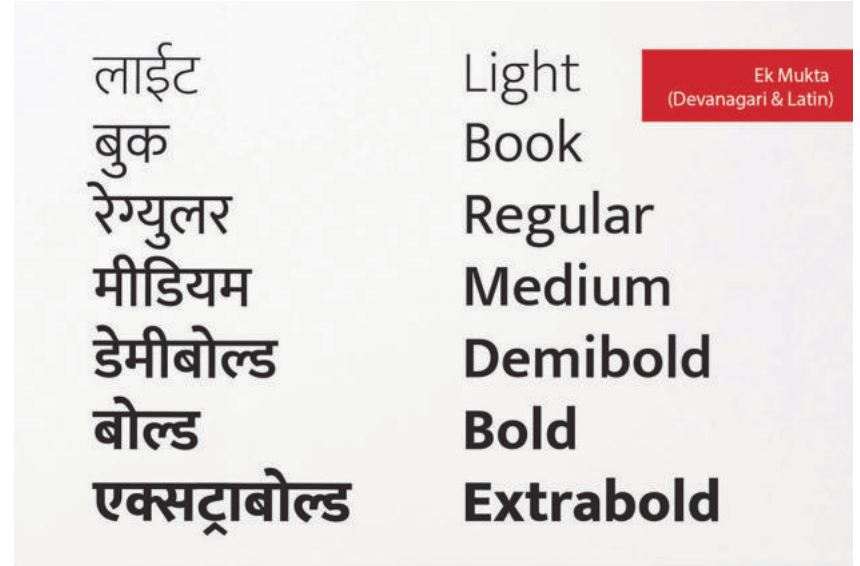 लाईट
बुक
रेग्युलर
मीडियम
डेमीबोल्ड
बोल्ड
एक्सट्राबोल्ड
Light
Book
Regular
Medium
Demibold
Bold
Extrabold
Ek Mukta
(Devanagari & Latin)